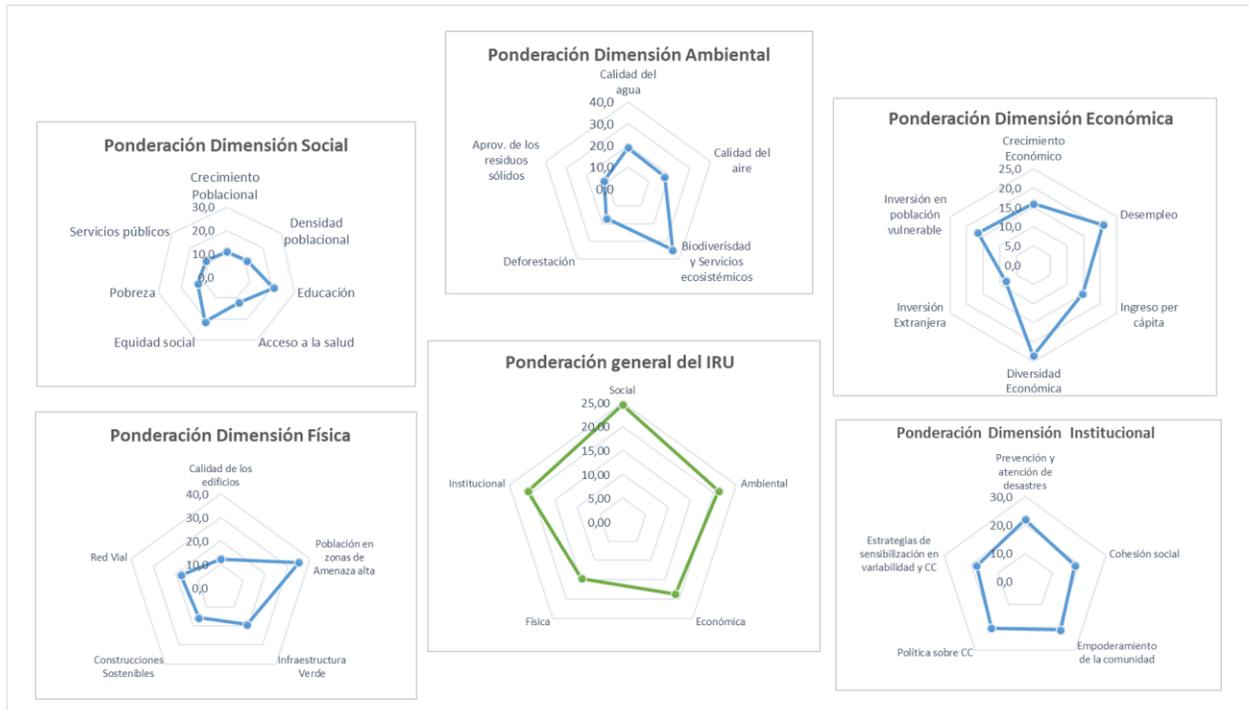 Ponderación Dimensión Ambiental
Calidad del
agua
40,0
30,0
20,0
10,0
0,0
Calidad del
aire
Biodiverisdad
y Servicios
ecosistémicos
Deforestación
Aprov. de los
residuos
sólidos
Ponderación Dimensión Social
Crecimiento
Poblacional
30,0
20,0
10,0
0,0
Densidad
poblacional
Educación
Acceso a la salud
Equidad social
Pobreza
Servicios públicos
Ponderación Dimensión Económica
Crecimiento
Económico
25,0
20,0
15,0
10,0
5,0
0,0
Desempleo
Ingreso per
cápita
Diversidad
Económica
Inversión
Extranjera
Inversión en
población
vulnerable
Ponderación general del IRU
Social
25,00
20,00
15,00
10,00
5,00
0,00
Ambiental
Económica
Física
Institucional
Ponderación Dimensión Física
Calidad de los
edificios
40,0
30,0
20,0
10,0
0,0
Población en
zonas de
Amenaza alta
Infraestructura
Verde
Construcciones
Sostenibles
Red Vial
Ponderación Dimensión Institucional
Prevención y
atención de
desastres
30,0
20,0
10,0
0,0
Cohesión social
Empoderamiento
de la comunidad
Política sobre CC
Estrategias de
sensibilización en
variabilidad y CC